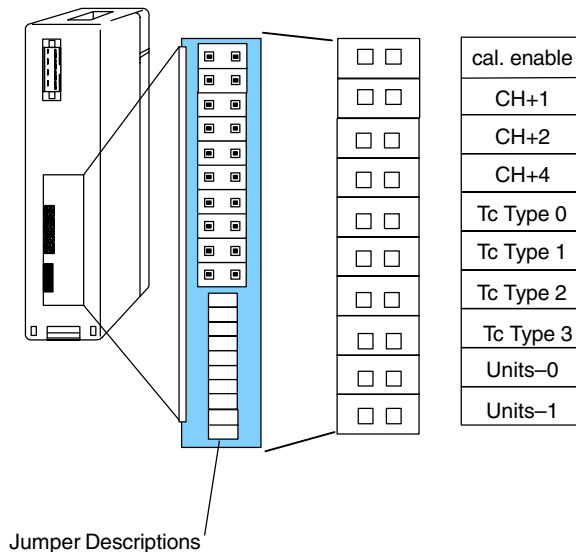 cal. enable
CH+1
CH+2
CH+4
Tc Type 0
Tc Type 1
Tc Type 2
Tc Type 3
Units–0
Units–1
Jumper Descriptions